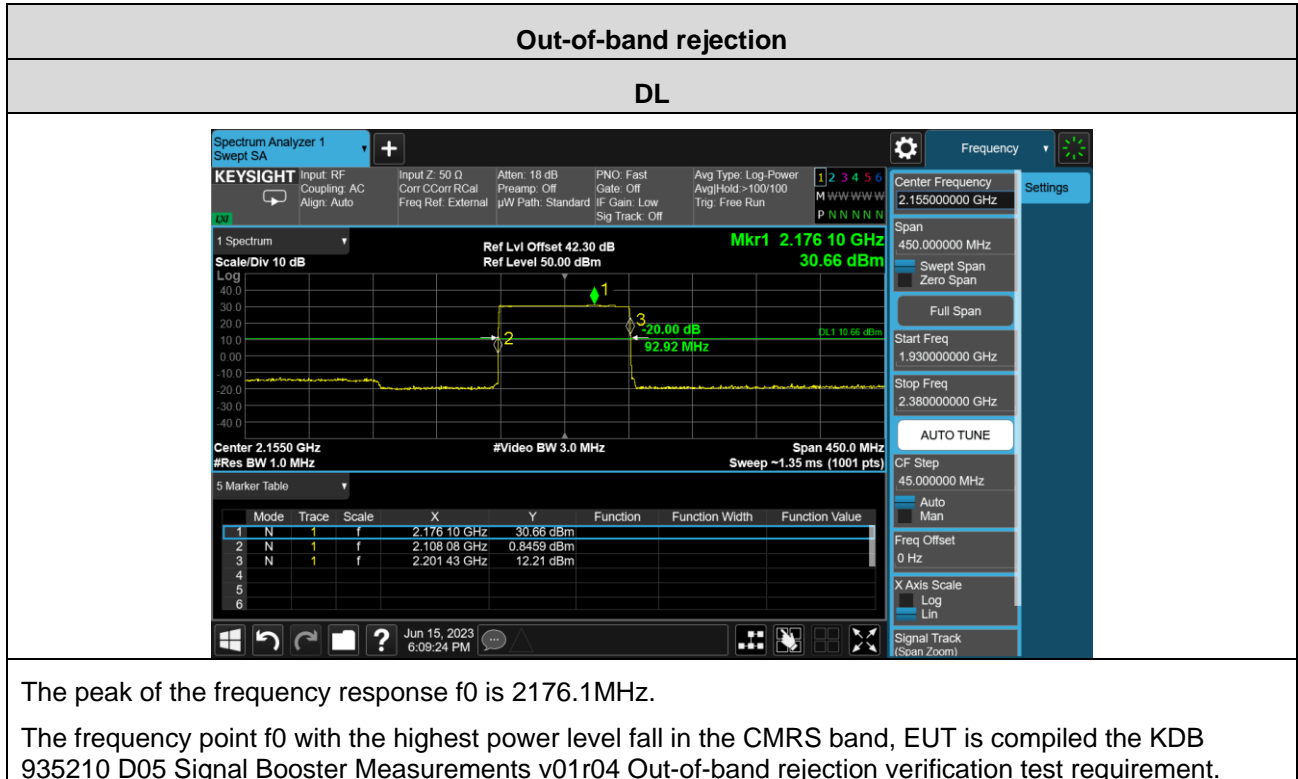 Out-of-band rejection
DL
Spectrum Analyzer 1
Swept SA
Frequency
KEYSIGHT
Input: RF
Coupling: AC
Align: Auto
Input Z: 50 Ω
Corr CCorr RCal
Freq Ref: External
Atten: 18 dB
Preamp: Off
µW Path: Standard
PNO: Fast
Gate: Off
IF Gain: Low
Sig Track: Off
Avg Type: Log-Power
Avg|Hold:>100/100
Trig: Free Run
1 2 3 4 5 6
M W W W W W
P N N N N N
LXI
1 Spectrum
Scale/Div 10 dB
Ref Lvl Offset 42.30 dB
Ref Level 50.00 dBm
Mkr1 2.176 10 GHz
30.66 dBm
Log
40.0
30.0
20.0
10.0
0.00
-10.0
-20.0
-30.0
-40.0
1
2
3
-20.00 dB
92.92 MHz
DL1 10.66 dBm
Center 2.1550 GHz
#Res BW 1.0 MHz
#Video BW 3.0 MHz
Span 450.0 MHz
Sweep ~1.35 ms (1001 pts)
5 Marker Table
Mode Trace Scale X Y Function Function Width Function Value
1 N 1 f 2.176 10 GHz 30.66 dBm
2 N 1 f 2.108 08 GHz 0.8459 dBm
3 N 1 f 2.201 43 GHz 12.21 dBm
4
5
6
?
Jun 15, 2023
6:09:24 PM
Center Frequency
2.155000000 GHz
Settings
Span
450.000000 MHz
Swept Span
Zero Span
Full Span
Start Freq
1.930000000 GHz
Stop Freq
2.380000000 GHz
AUTO TUNE
CF Step
45.000000 MHz
Auto
Man
Freq Offset
0 Hz
X Axis Scale
Log
Lin
Signal Track
(Span Zoom)
The peak of the frequency response f0 is 2176.1MHz.
The frequency point f0 with the highest power level fall in the CMRS band, EUT is compiled the KDB
935210 D05 Signal Booster Measurements v01r04 Out-of-band rejection verification test requirement.